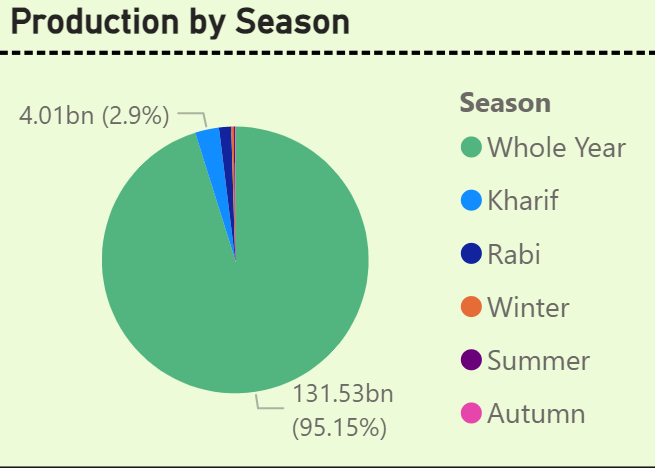 Production by Season
4.01bn (2.9%)
131.53bn
(95.15%)
Season
Whole Year
Kharif
Rabi
Winter
Summer
Autumn